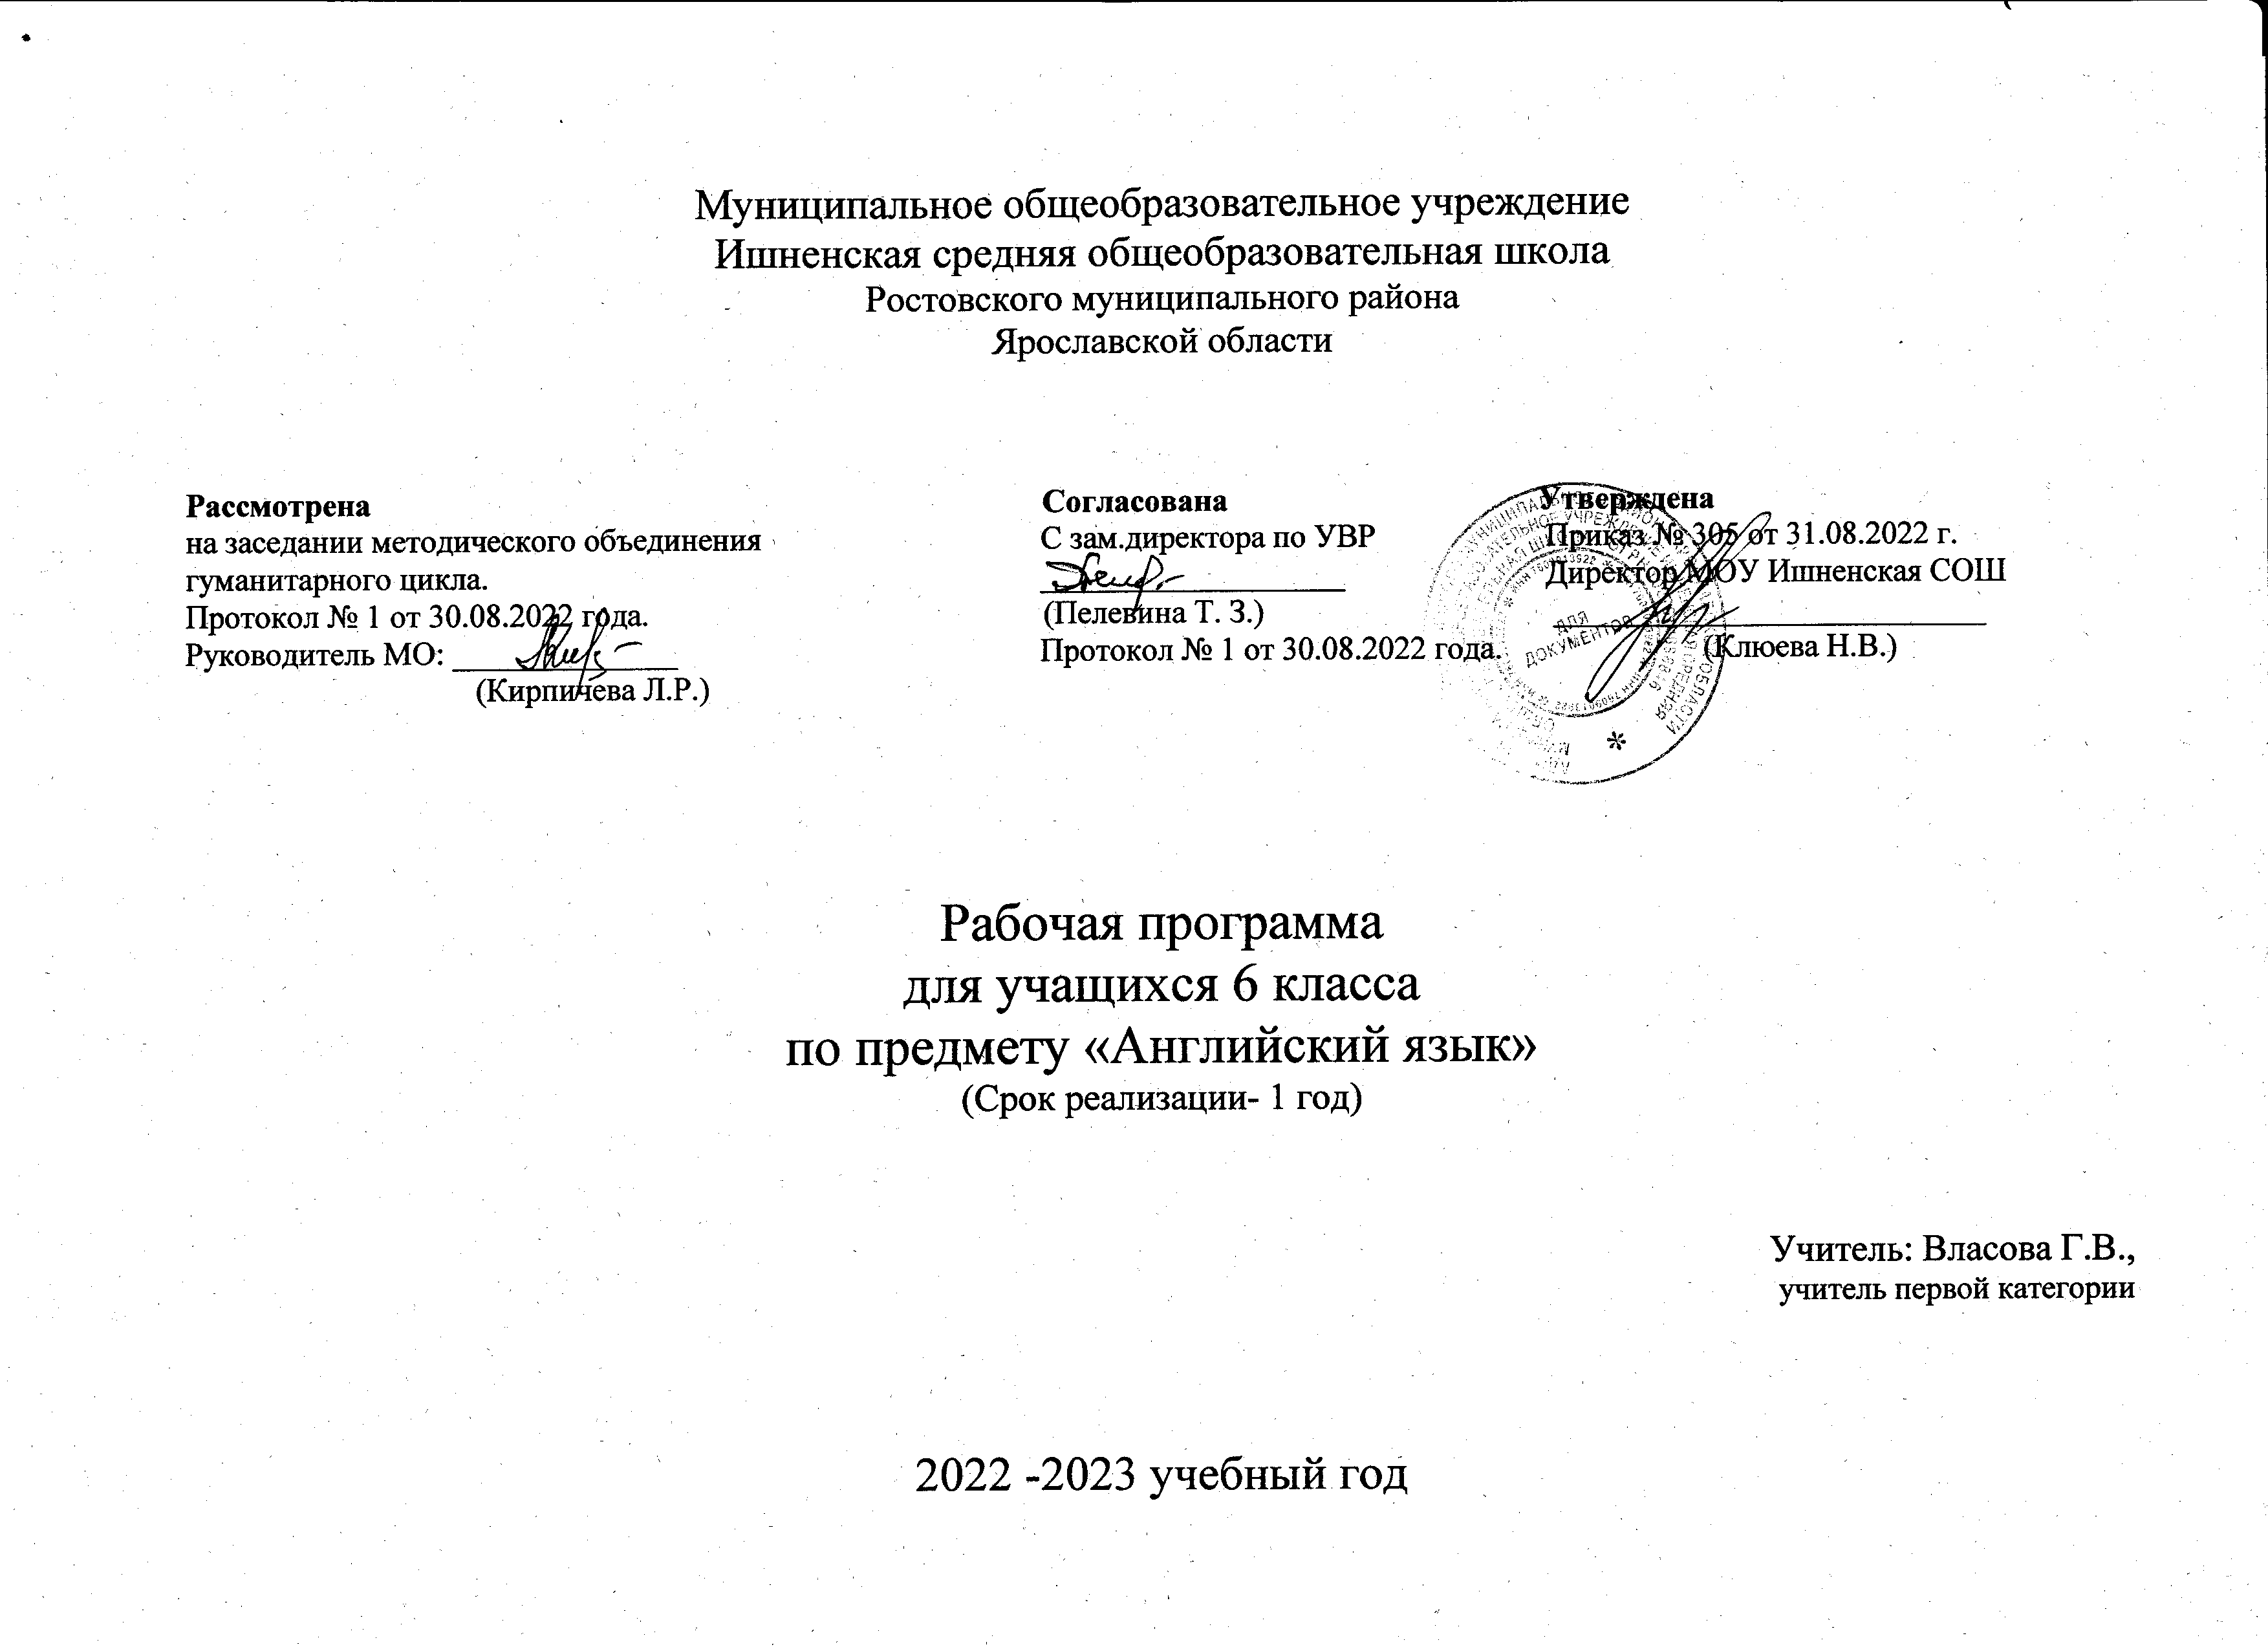 Муниципальное общеобразовательное учреждение
Ишненская средняя общеобразовательная школа
Ростовского муниципального района
Ярославской области
Рассмотрена
на заседании методического объединения
гуманитарного цикла.
Протокол № 1 от 30.08.2022 года.
Руководитель МО:
(Кирпичева Л.Р.)
Согласована
С зам.директора по УВР
(Пелевина Т. З.)
Протокол № 1 от 30.08.2022 года.
Утверждена
Приказ № 305 от 31.08.2022 г.
Директор МОУ Ишненская СОШ
(Клюева Н.В.)
ДЛЯ
ДОКУМЕНТОВ
Рабочая программа
для учащихся 6 класса
по предмету «Английский язык»
(Срок реализации- 1 год)
Учитель: Власова Г.В.,
учитель первой категории
2022 -2023 учебный год